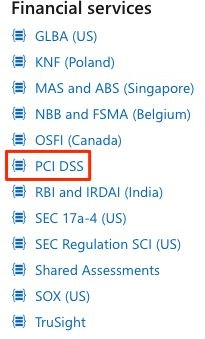 Financial services
GLBA (US)
KNF (Poland)
MAS and ABS (Singapore)
NBB and FSMA (Belgium)
OSFI (Canada)
PCI DSS
RBI and IRDAI (India)
SEC 17a-4 (US)
SEC Regulation SCI (US)
Shared Assessments
SOX (US)
TruSight